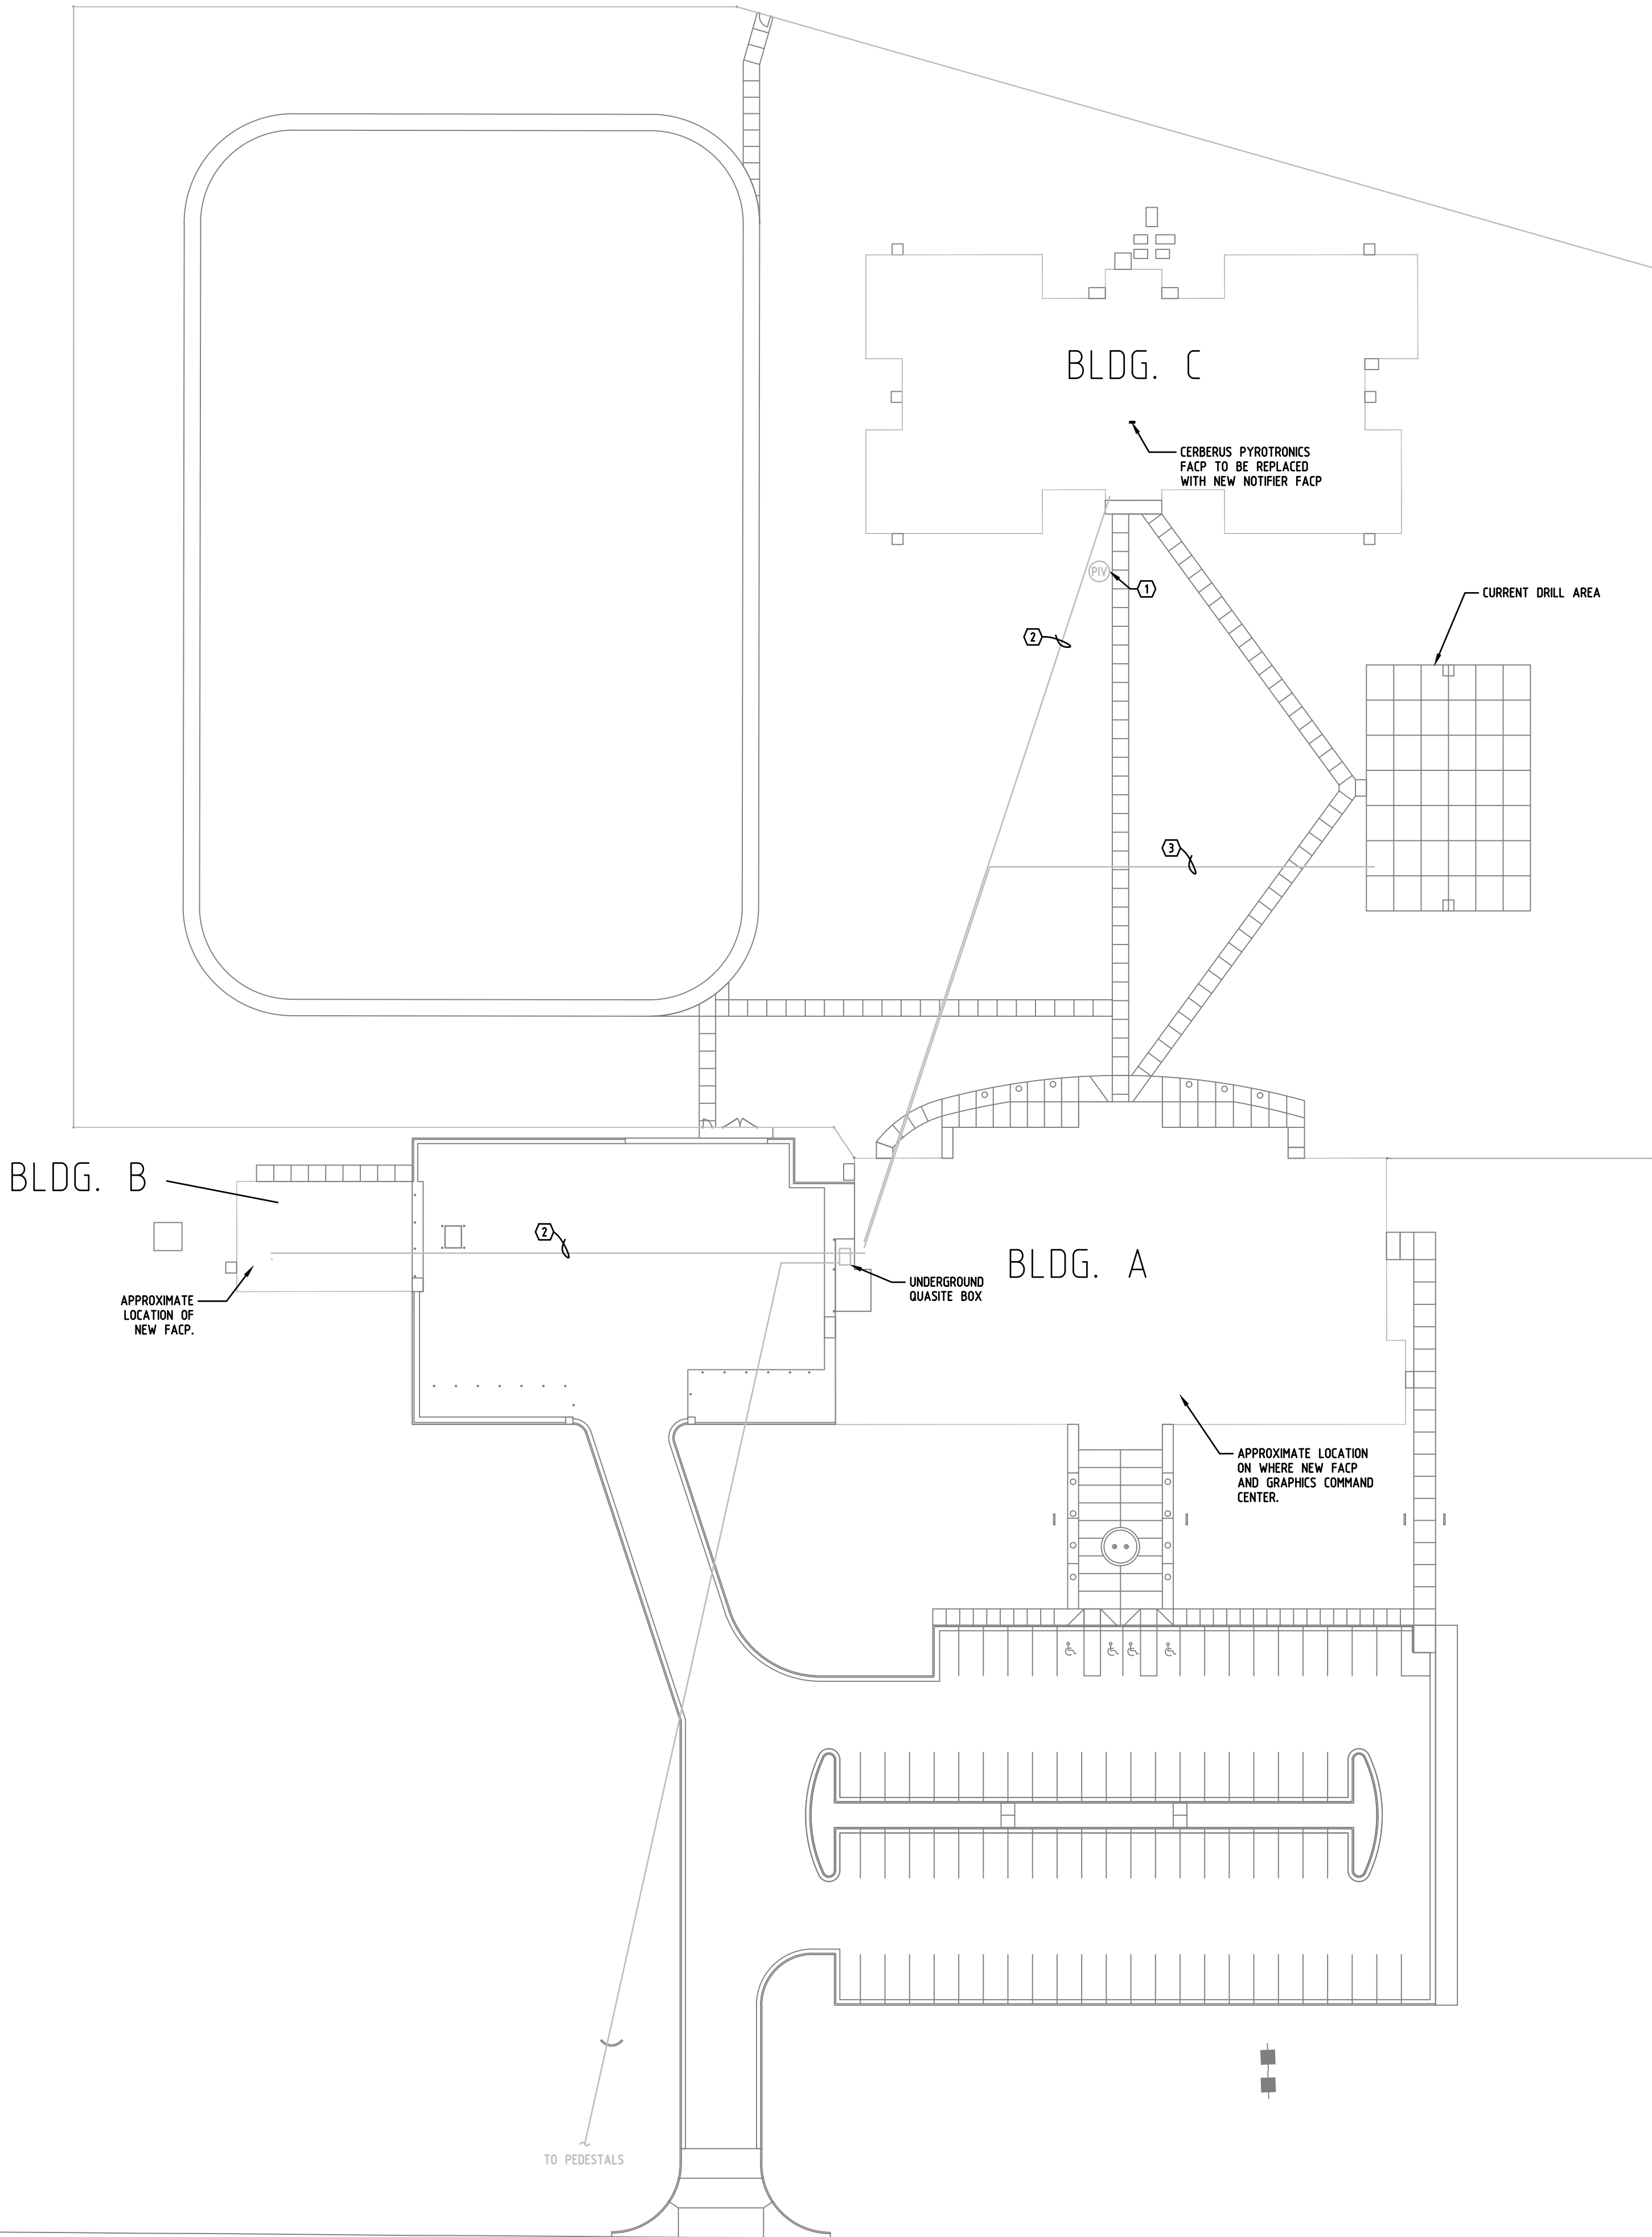 BLDG. C
CERBERUS PYROTRONICS
FACP TO BE REPLACED
WITH NEW NOTIFIER FACP
PIV
1
CURRENT DRILL AREA
2
3
BLDG. B
2
BLDG. A
UNDERGROUND
QUASITE BOX
APPROXIMATE
LOCATION OF
NEW FACP.
APPROXIMATE LOCATION
ON WHERE NEW FACP
AND GRAPHICS COMMAND
CENTER.
TO PEDESTALS